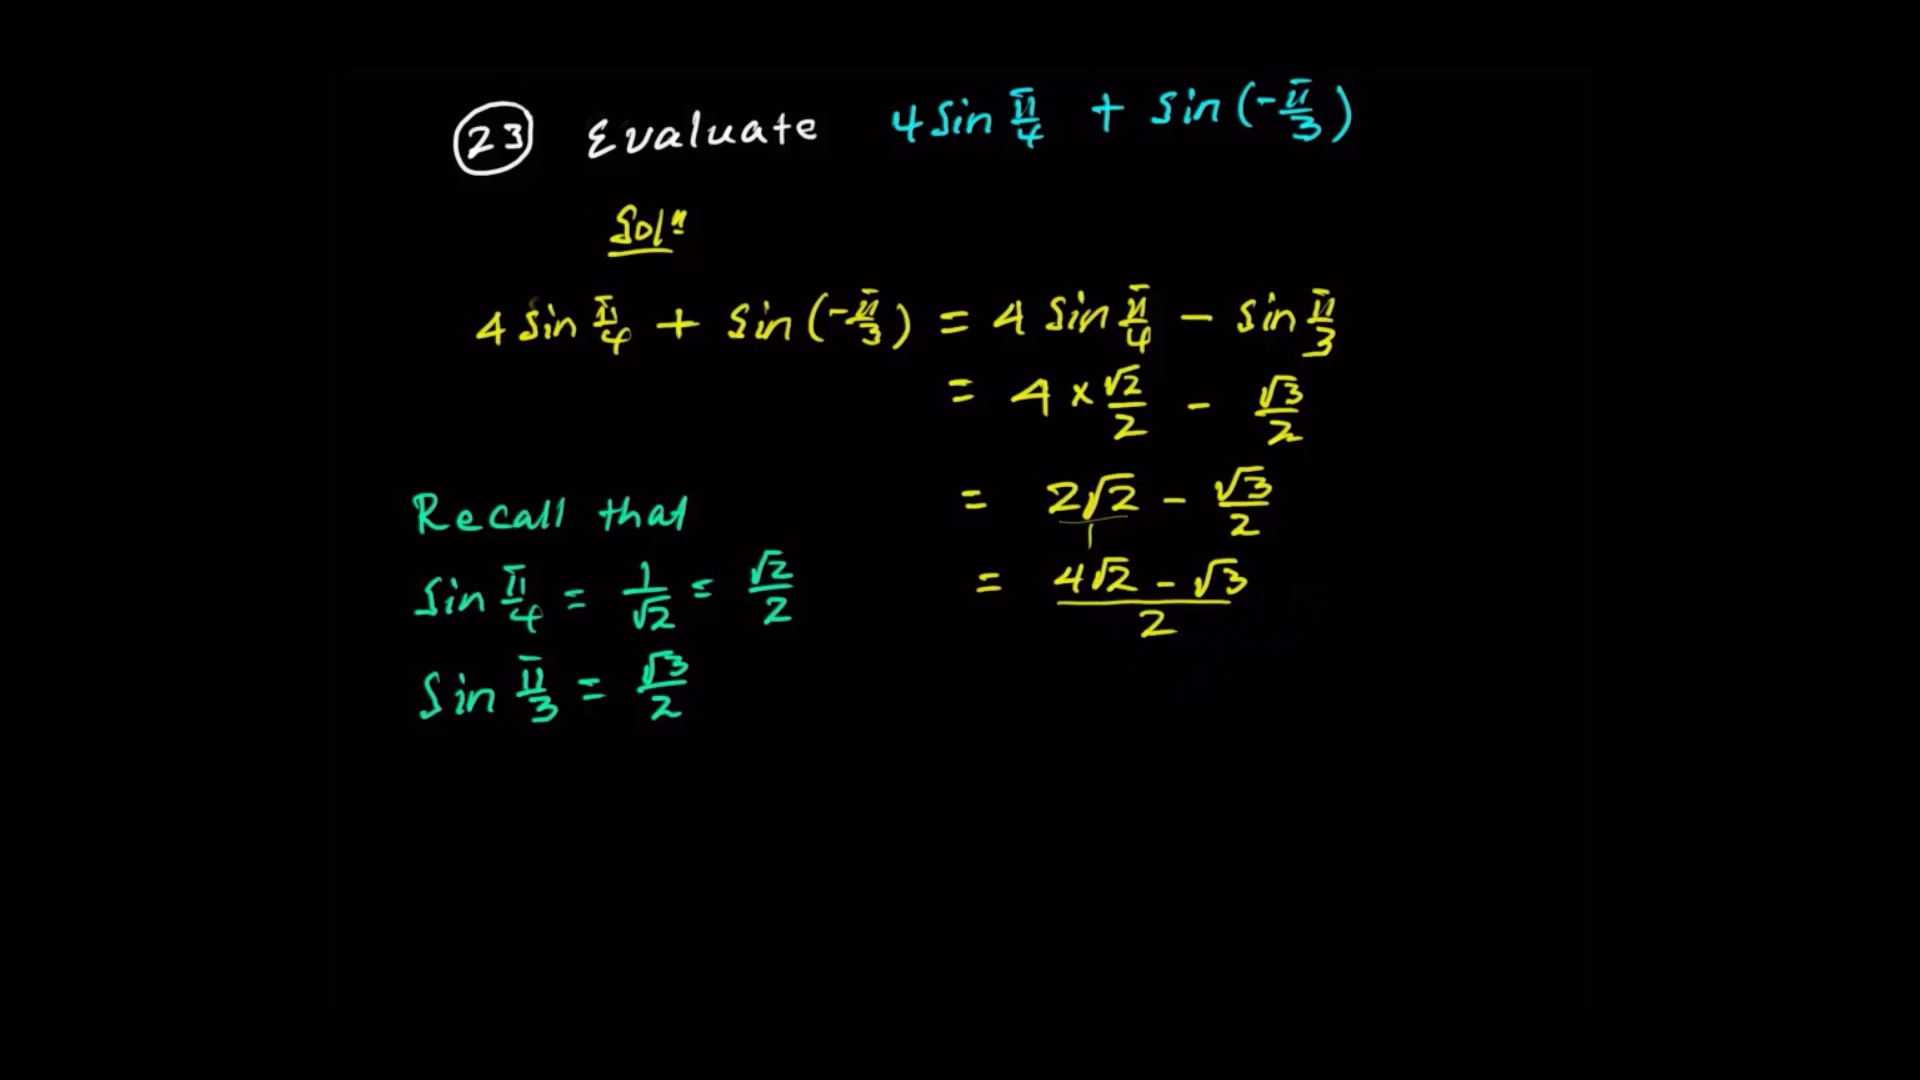 23 Evaluate 4 sin π/4 + sin(-π/3)
Solⁿ
4 sin π/4 + sin(-π/3) = 4 sin π/4 - sin π/3
= 4 × √2/2 - √3/2
= 2√2/1 - √3/2
= (4√2 - √3)/2
Recall that
sin π/4 = 1/√2 = √2/2
sin π/3 = √3/2